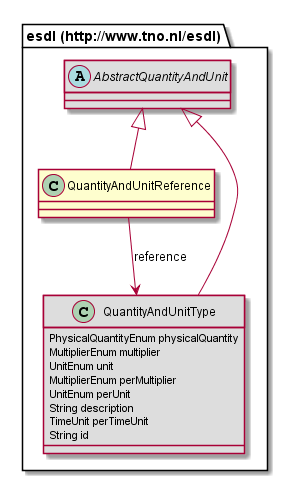 esdl (http://www.tno.nl/esdl)
A AbstractQuantityAndUnit
C QuantityAndUnitReference
reference
C QuantityAndUnitType
PhysicalQuantityEnum physicalQuantity
MultiplierEnum multiplier
UnitEnum unit
MultiplierEnum perMultiplier
UnitEnum perUnit
String description
TimeUnit perTimeUnit
String id